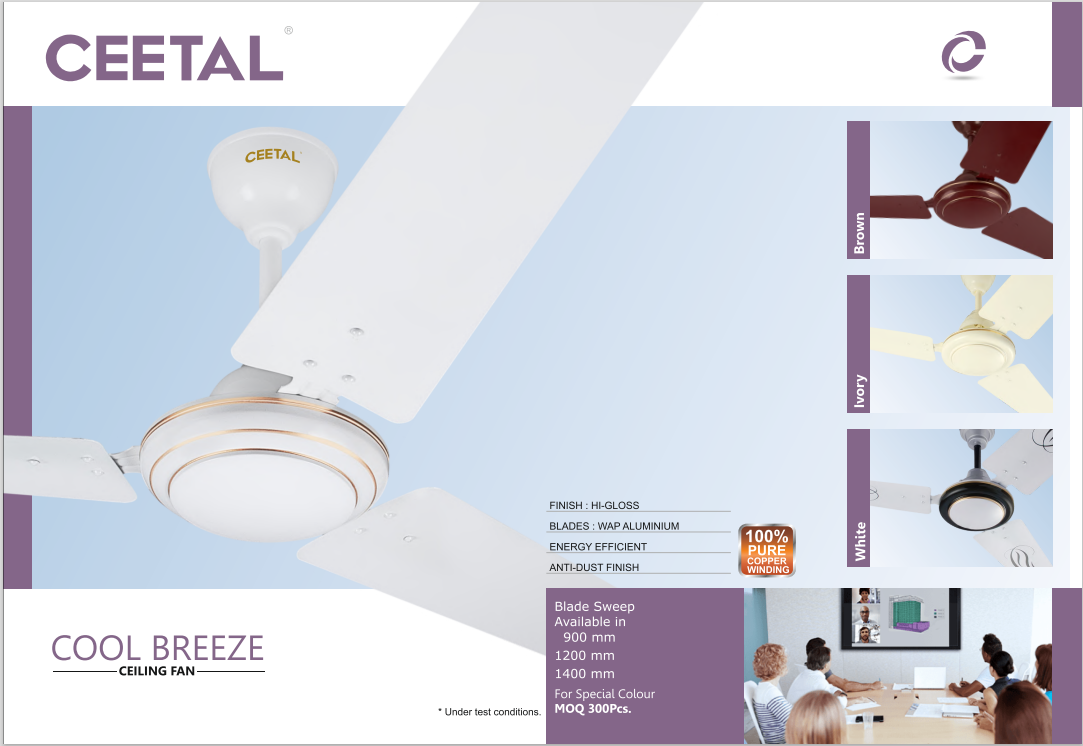 CEETAL ®
CEETAL
Brown
Ivory
White
FINISH : HI-GLOSS
BLADES : WAP ALUMINIUM
ENERGY EFFICIENT
ANTI-DUST FINISH
100%
PURE
COPPER
WINDING
COOL BREEZE
CEILING FAN
Blade Sweep
Available in
900 mm
1200 mm
1400 mm
For Special Colour
MOQ 300Pcs.
* Under test conditions.